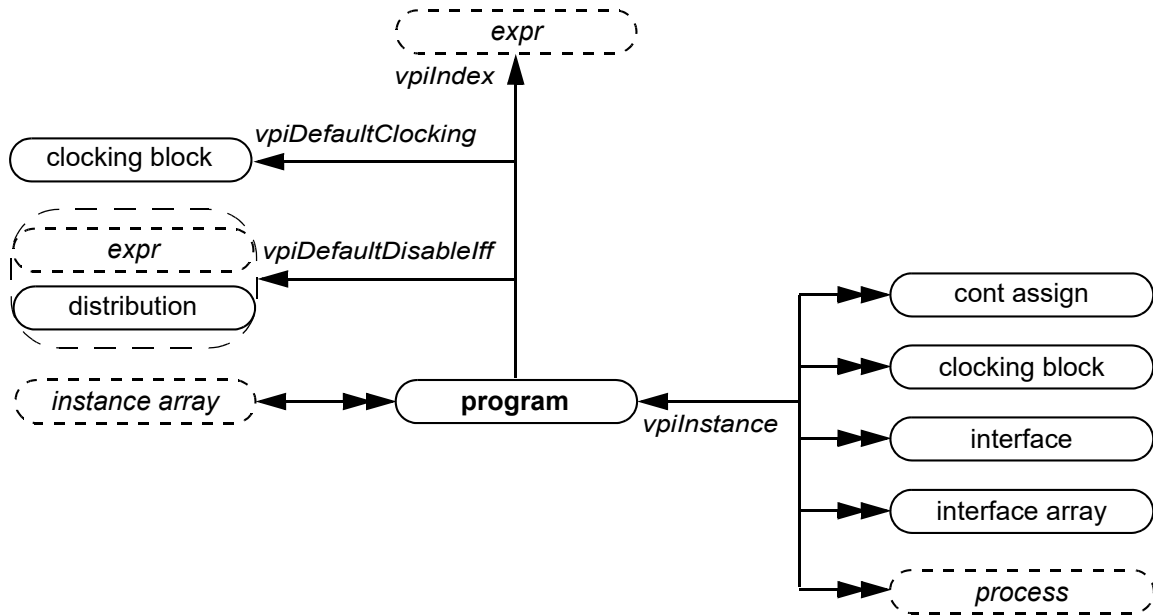 expr
vpiIndex
vpiDefaultClocking
clocking block
expr
vpiDefaultDisableIff
distribution
cont assign
clocking block
instance array
program
vpiInstance
interface
interface array
process